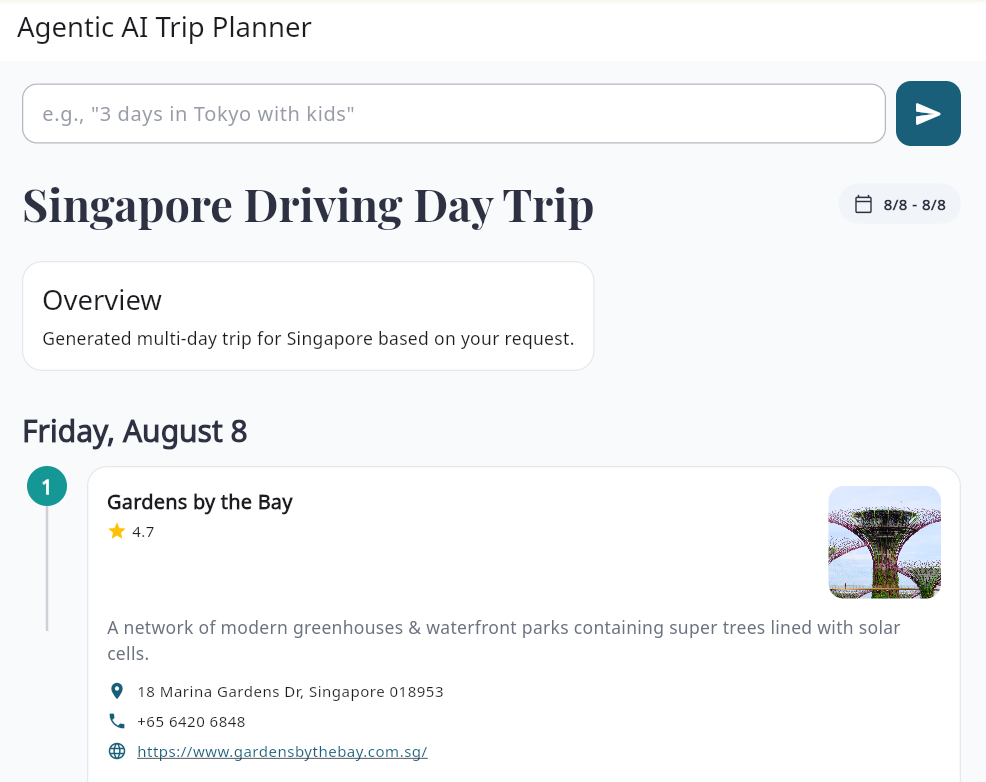 Agentic AI Trip Planner
e.g., "3 days in Tokyo with kids"
Singapore Driving Day Trip
8/8 - 8/8
Overview
Generated multi-day trip for Singapore based on your request.
Friday, August 8
1
Gardens by the Bay
4.7
A network of modern greenhouses & waterfront parks containing super trees lined with solar
cells.
18 Marina Gardens Dr, Singapore 018953
+65 6420 6848
https://www.gardensbythebay.com.sg/